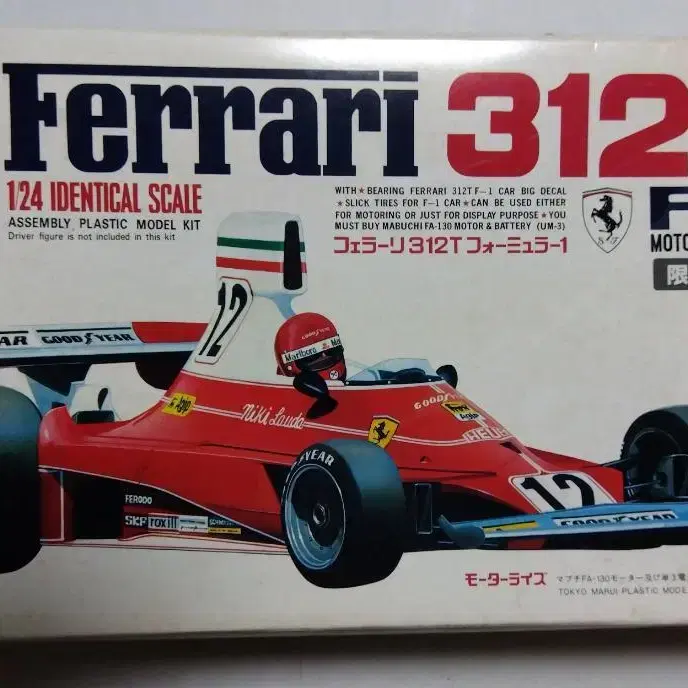 Ferrari 312
1/24 IDENTICAL SCALE
ASSEMBLY PLASTIC MODEL KIT
Driver figure is not included in this kit
WITH★BEARING FERRARI 312T F-1 CAR BIG DECAL
★SLICK TIRES FOR F-1 CAR★CAN BE USED EITHER
FOR MOTORING OR JUST FOR DISPLAY PURPOSE★YOU
MUST BUY MABUCHI FA-130 MOTOR & BATTERY (UM-3)
フェラーリ312T フォーミュラー1
S F
F
MOTO
限
12
AR GOODYEAR
Marlboro
Agip
Niki Lauda
GOODY
Agip
HEU
YEAR
FERODO
SKF
12
GOODYEAR
モーターライズ
マブチFA-130モーター及び単3電
TOKYO MARUI PLASTIC MODE